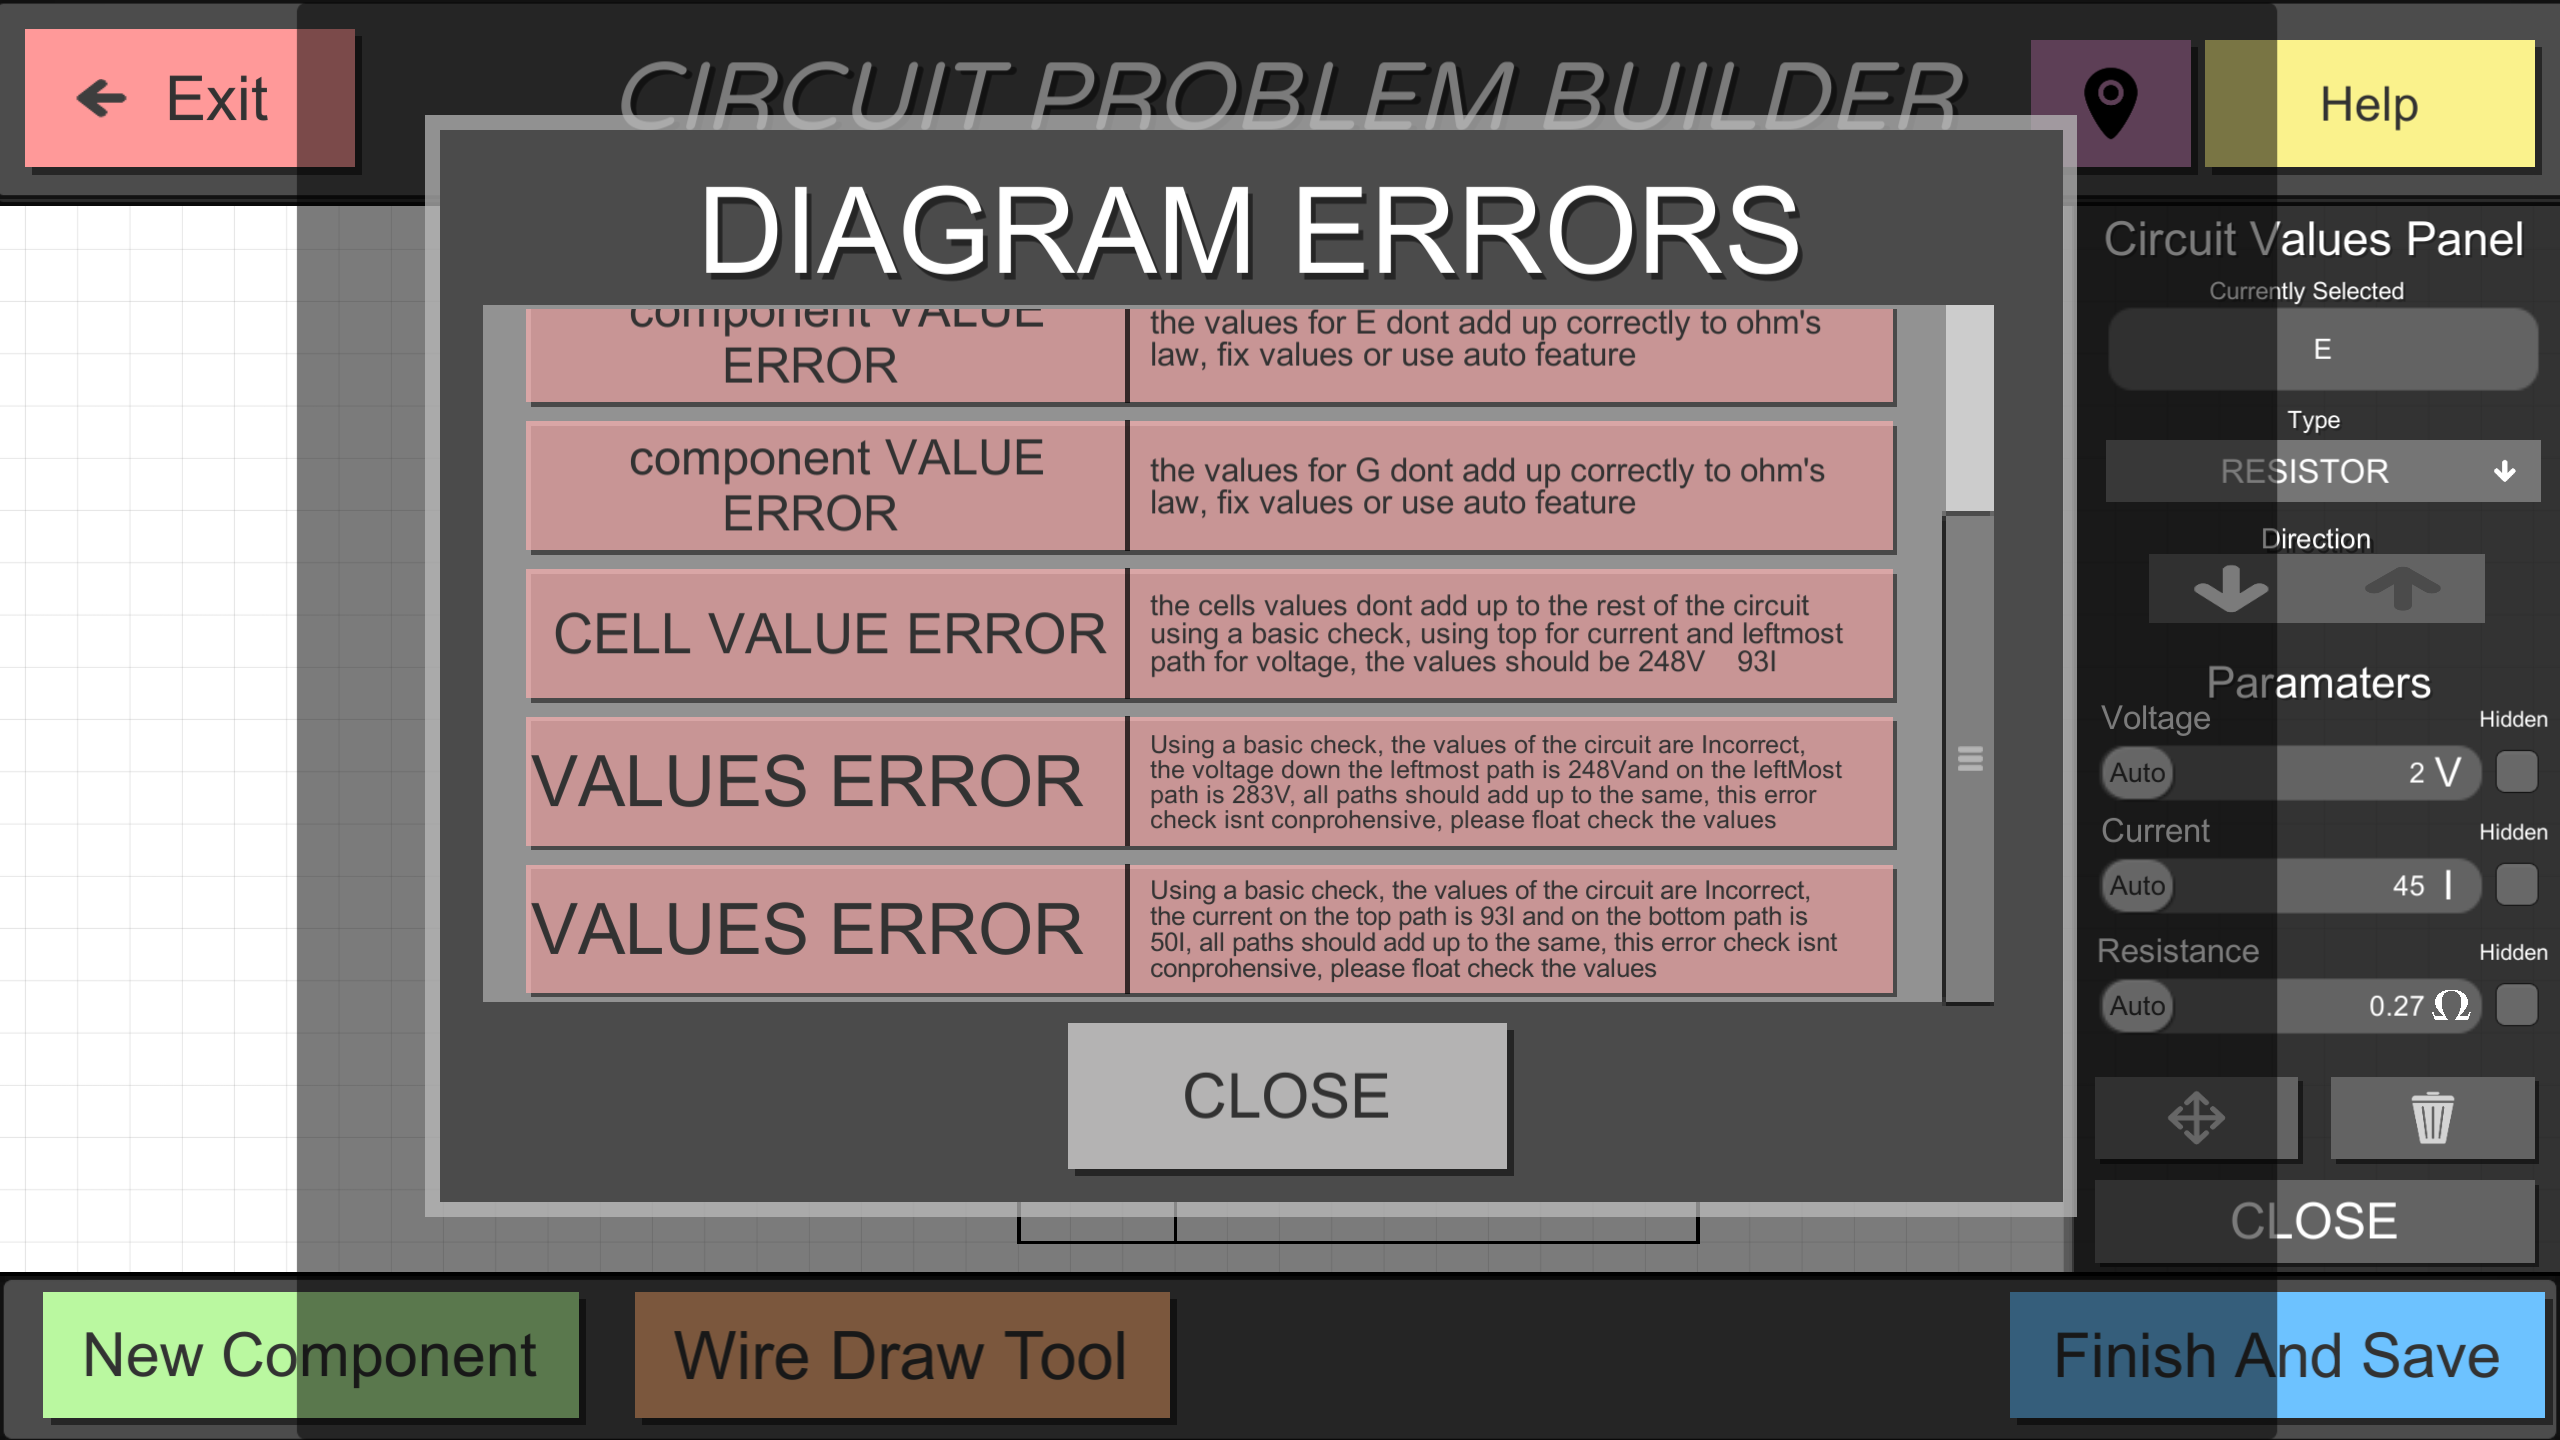 Exit
CIRCUIT PROBLEM BUILDER
Help
DIAGRAM ERRORS
component VALUE
ERROR
the values for E dont add up correctly to ohm's
law, fix values or use auto feature
component VALUE
ERROR
the values for G dont add up correctly to ohm's
law, fix values or use auto feature
CELL VALUE ERROR
the cells values dont add up to the rest of the circuit
using a basic check, using top for current and leftmost
path for voltage, the values should be 248V 93I
VALUES ERROR
Using a basic check, the values of the circuit are Incorrect,
the voltage down the leftmost path is 248Vand on the leftMost
path is 283V, all paths should add up to the same, this error
check isnt conprohensive, please float check the values
VALUES ERROR
Using a basic check, the values of the circuit are Incorrect,
the current on the top path is 93I and on the bottom path is
50I, all paths should add up to the same, this error check isnt
conprohensive, please float check the values
CLOSE
Circuit Values Panel
Currently Selected
E
Type
RESISTOR
Direction
Paramaters
Voltage Hidden
Auto 2 V
Current Hidden
Auto 45 I
Resistance Hidden
Auto 0.27 Ω
CLOSE
New Component
Wire Draw Tool
Finish And Save